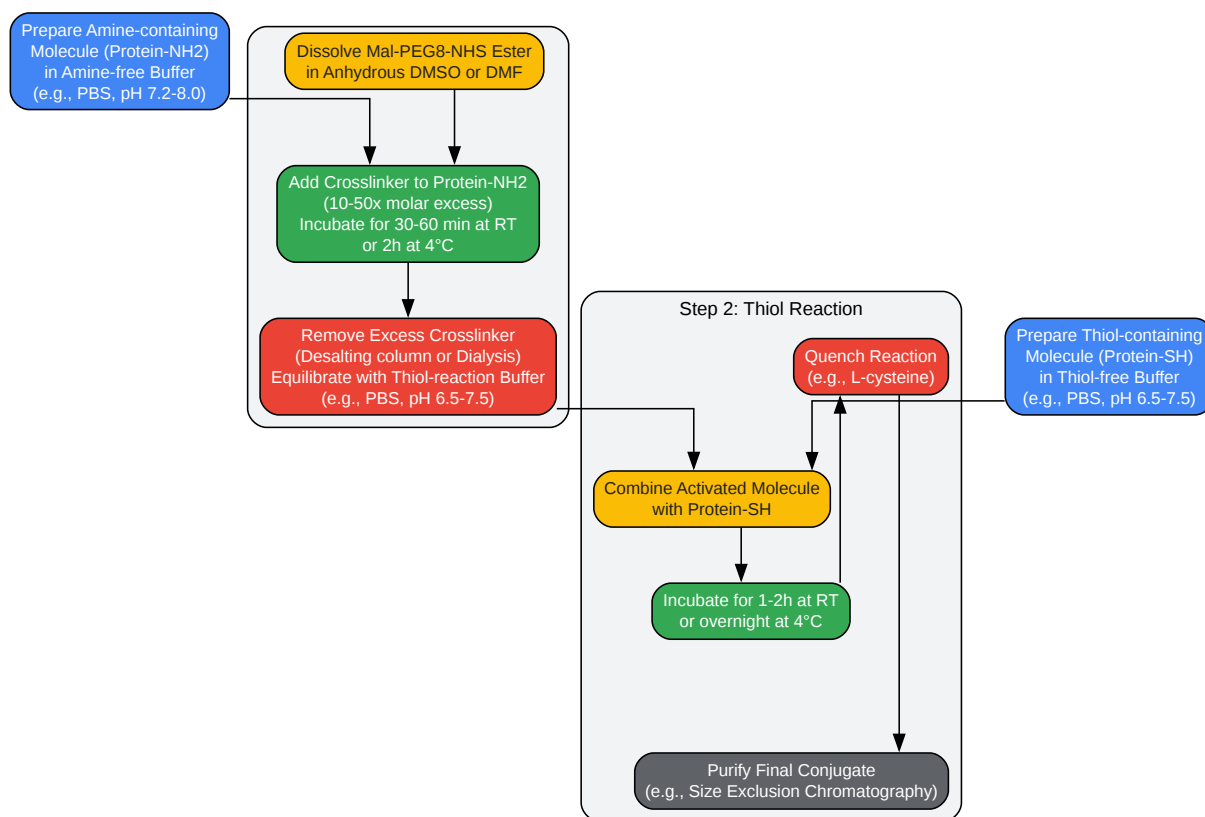 Prepare Amine-containing
Molecule (Protein-NH2)
in Amine-free Buffer
(e.g., PBS, pH 7.2-8.0)
Dissolve Mal-PEG8-NHS Ester
in Anhydrous DMSO or DMF
Add Crosslinker to Protein-NH2
(10-50x molar excess)
Incubate for 30-60 min at RT
or 2h at 4°C
Remove Excess Crosslinker
(Desalting column or Dialysis)
Equilibrate with Thiol-reaction Buffer
(e.g., PBS, pH 6.5-7.5)
Step 2: Thiol Reaction
Quench Reaction
(e.g., L-cysteine)
Prepare Thiol-containing
Molecule (Protein-SH)
in Thiol-free Buffer
(e.g., PBS, pH 6.5-7.5)
Combine Activated Molecule
with Protein-SH
Incubate for 1-2h at RT
or overnight at 4°C
Purify Final Conjugate
(e.g., Size Exclusion Chromatography)